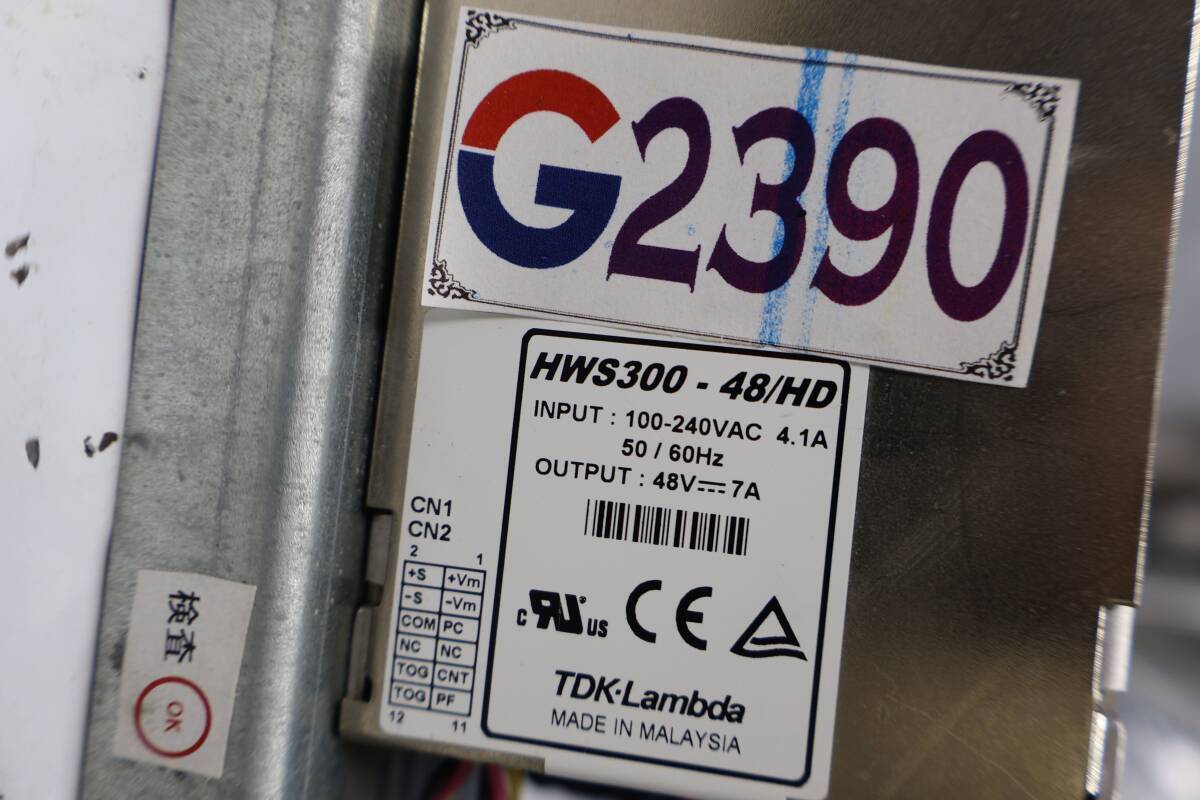 G2390
HWS300 - 48/HD
INPUT : 100-240VAC 4.1A
50 / 60Hz
OUTPUT : 48V⎓7A
CN1
CN2
2 1
+S +Vm
-S -Vm
COM PC
NC NC
TOG CNT
TOG PF
12 11
c RU US
CE
TDK·Lambda
MADE IN MALAYSIA
検査
OK